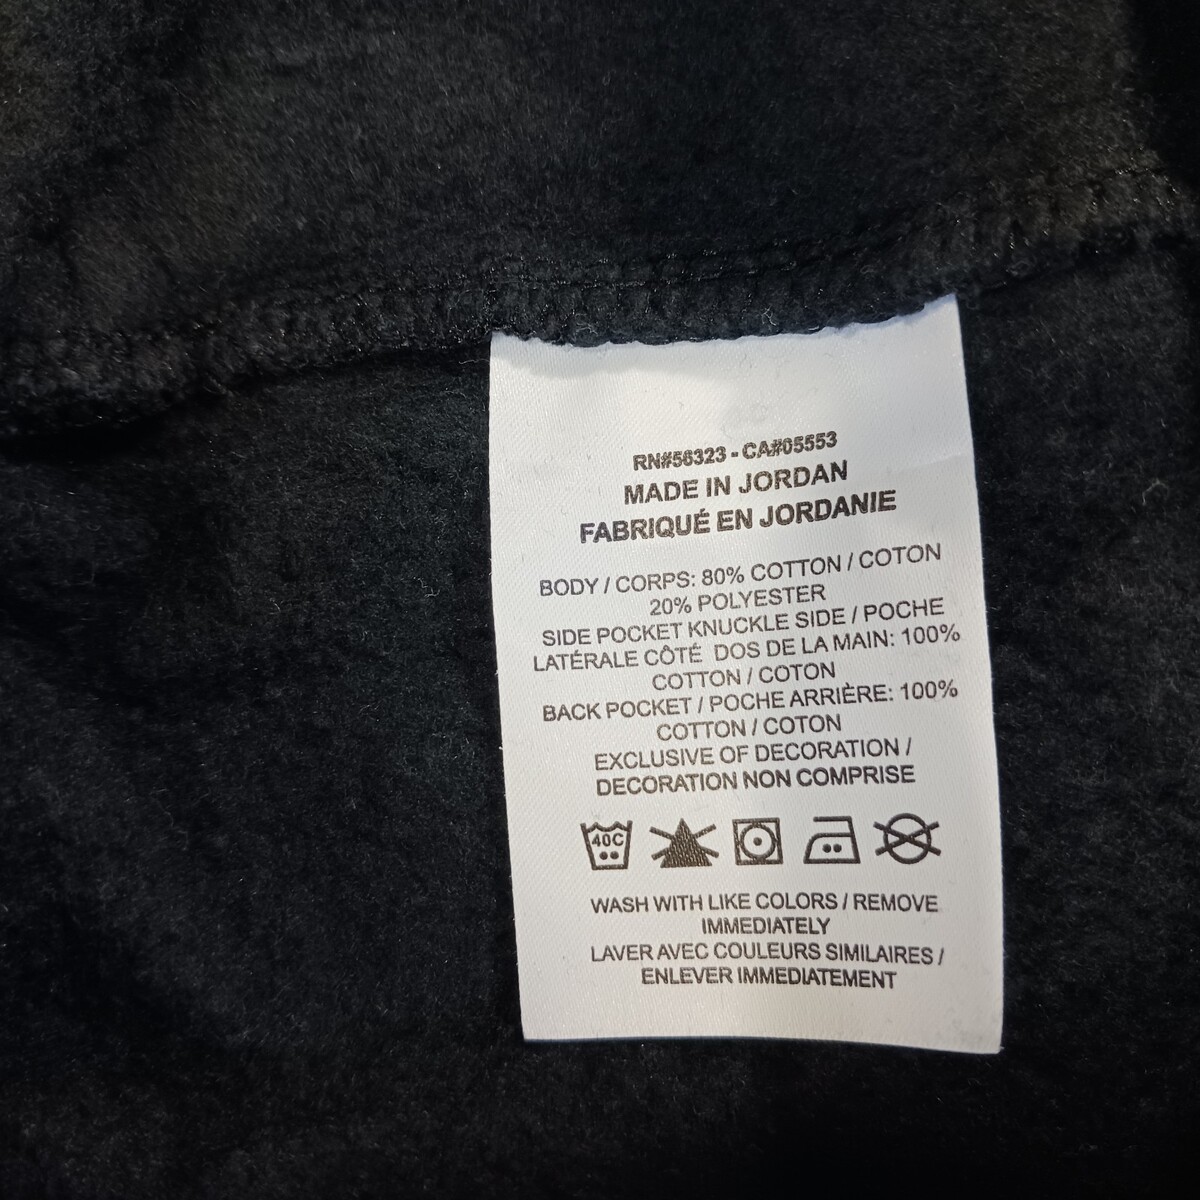 RN#56323 - CA#05553
MADE IN JORDAN
FABRIQUÉ EN JORDANIE
BODY / CORPS: 80% COTTON / COTON
20% POLYESTER
SIDE POCKET KNUCKLE SIDE / POCHE
LATÉRALE CÔTÉ DOS DE LA MAIN: 100%
COTTON / COTON
BACK POCKET / POCHE ARRIÈRE: 100%
COTTON / COTON
EXCLUSIVE OF DECORATION /
DECORATION NON COMPRISE
40C
WASH WITH LIKE COLORS / REMOVE
IMMEDIATELY
LAVER AVEC COULEURS SIMILAIRES /
ENLEVER IMMEDIATEMENT